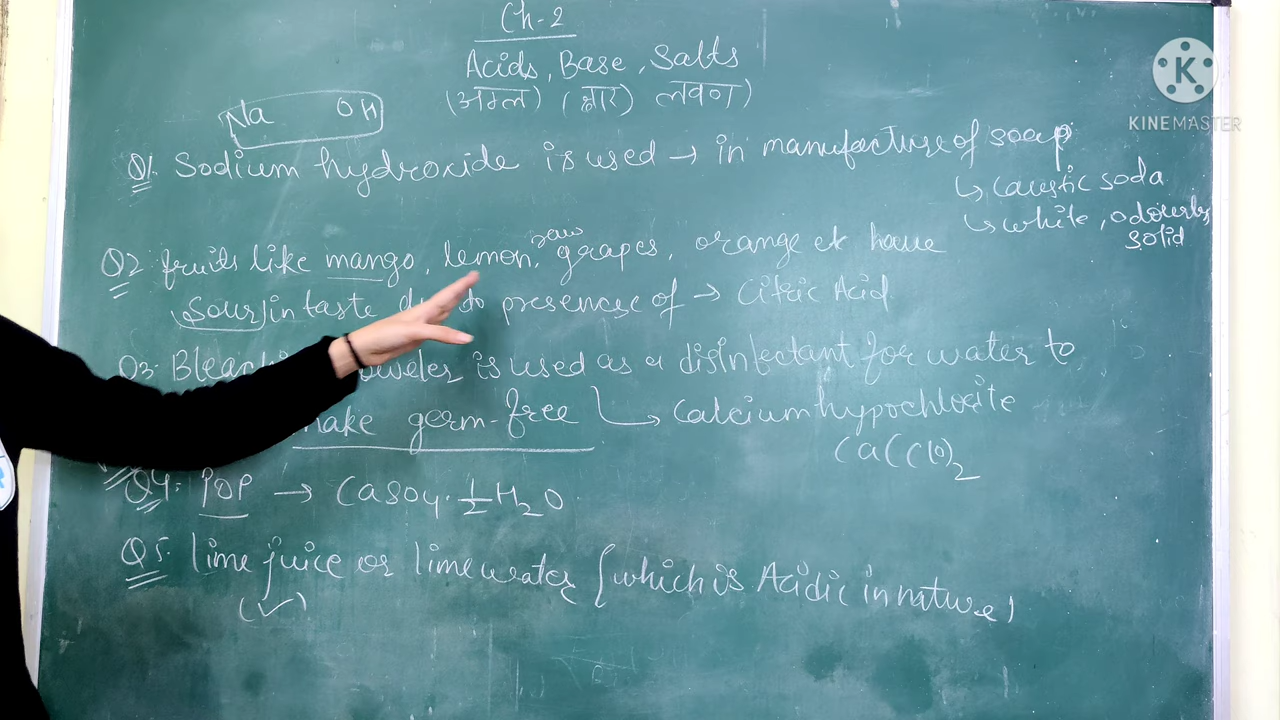 Ch-2
Acids, Base, Salts
(अम्ल) (क्षार) लवण)
Na OH
Q1. Sodium hydroxide is used → in manufacture of soap
↳ caustic soda
↳ white, odourless
solid
Q2 fruits like mango, lemon, raw grapes, orange et have
(Sour) in taste to presence of → Citric Acid
Q3. is used as a disinfectant for water to
make germ-free → Calcium hypochlorite
Ca(ClO)2
Q4. POP → CaSO4.½H2O
Q5. lime juice or lime water (which is Acidic in nature)
(✓)
K
KINEMASTER